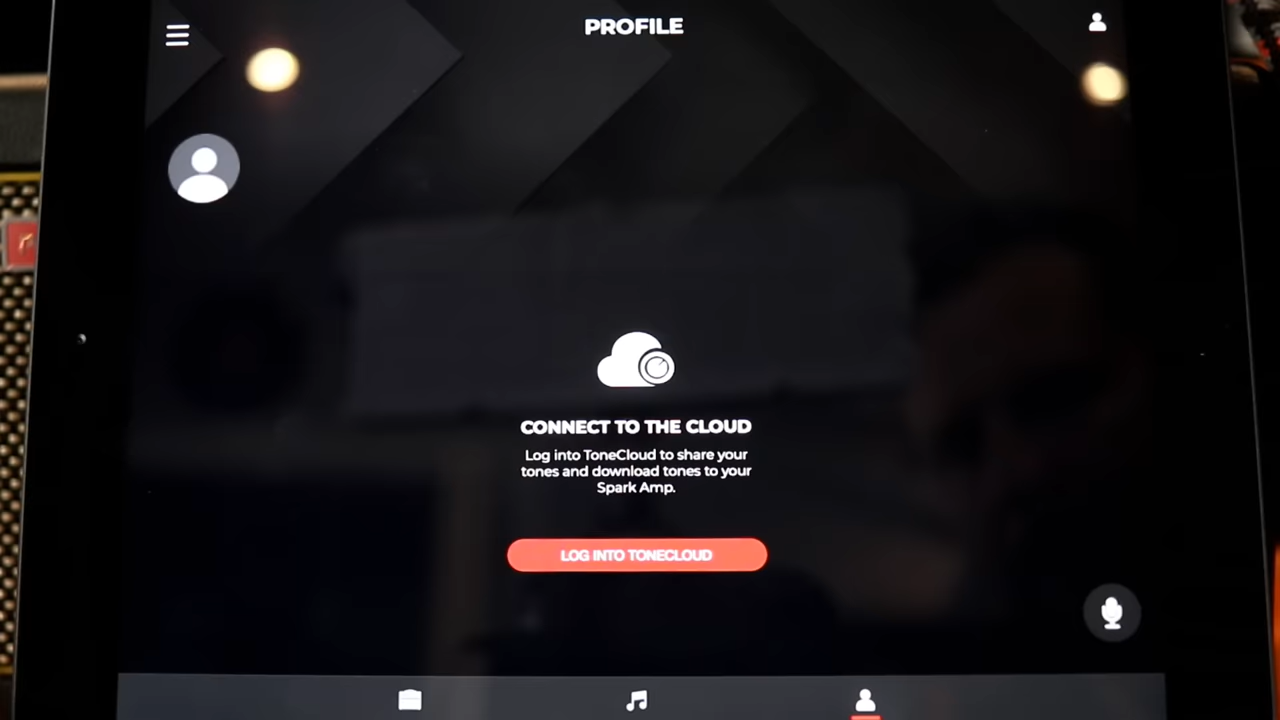 PROFILE
CONNECT TO THE CLOUD
Log into ToneCloud to share your
tones and download tones to your
Spark Amp.
LOG INTO TONECLOUD